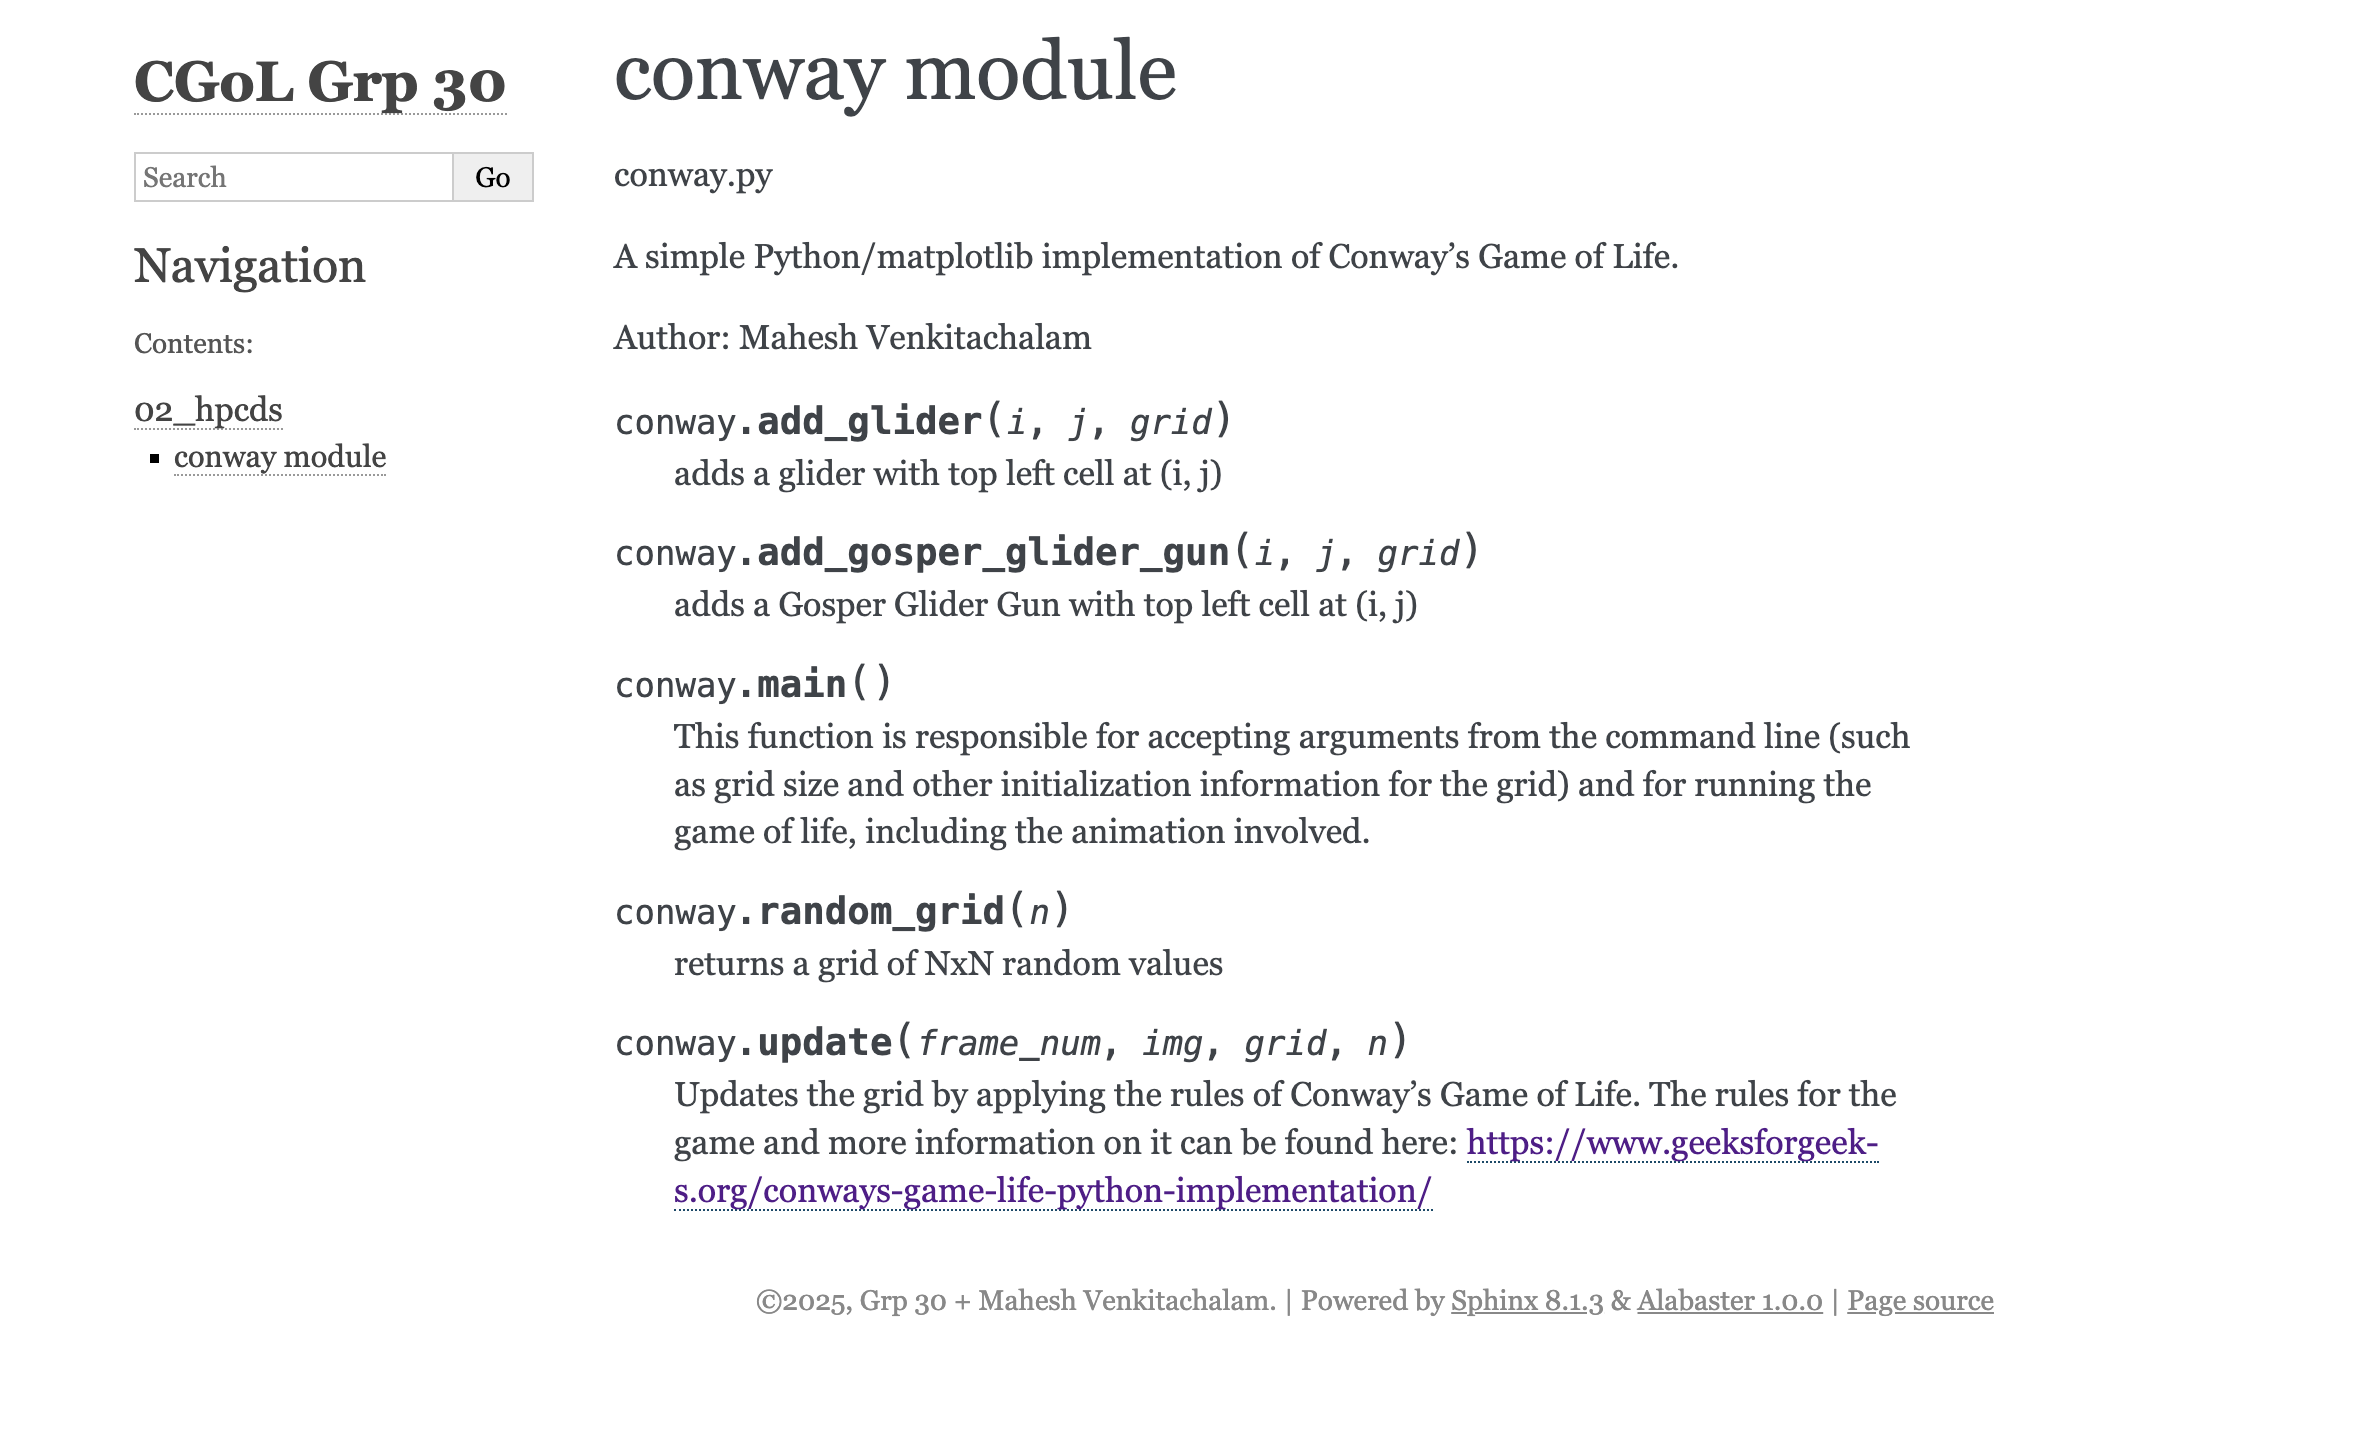 CGoL Grp 30
Search
Go
Navigation
Contents:
02_hpcds
conway module
conway module
conway.py
A simple Python/matplotlib implementation of Conway’s Game of Life.
Author: Mahesh Venkitachalam
conway.add_glider(i, j, grid)
adds a glider with top left cell at (i, j)
conway.add_gosper_glider_gun(i, j, grid)
adds a Gosper Glider Gun with top left cell at (i, j)
conway.main()
This function is responsible for accepting arguments from the command line (such
as grid size and other initialization information for the grid) and for running the
game of life, including the animation involved.
conway.random_grid(n)
returns a grid of NxN random values
conway.update(frame_num, img, grid, n)
Updates the grid by applying the rules of Conway’s Game of Life. The rules for the
game and more information on it can be found here: https://www.geeksforgeek-
s.org/conways-game-life-python-implementation/
©2025, Grp 30 + Mahesh Venkitachalam. | Powered by Sphinx 8.1.3 & Alabaster 1.0.0 | Page source